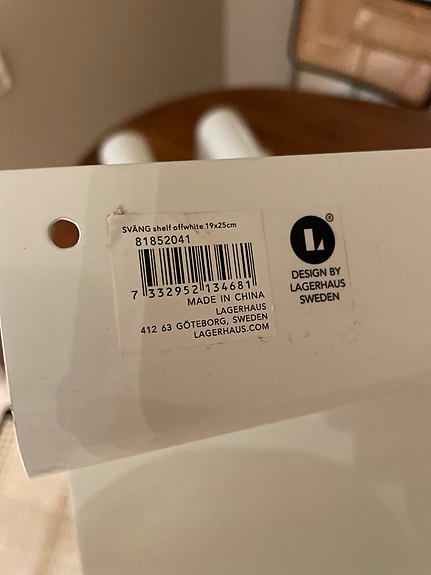 SVÄNG shelf offwhite 19x25cm
81852041
7 332952 134681
MADE IN CHINA
LAGERHAUS
412 63 GÖTEBORG, SWEDEN
LAGERHAUS.COM
L®
DESIGN BY
LAGERHAUS
SWEDEN